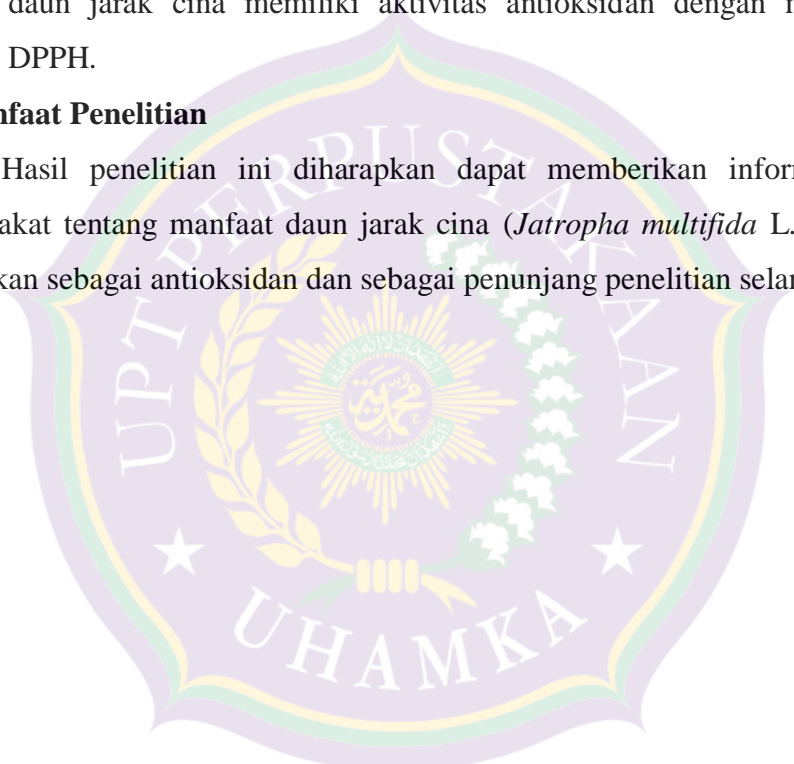 daun jarak cina memiliki aktivitas antioksidan dengan
DPPH.
nfaat Penelitian
Hasil penelitian ini diharapkan dapat memberikan infor
akat tentang manfaat daun jarak cina (Jatropha multifida L.
kan sebagai antioksidan dan sebagai penunjang penelitian selan
UPT PERPUSTAKAAN
UHAMKA